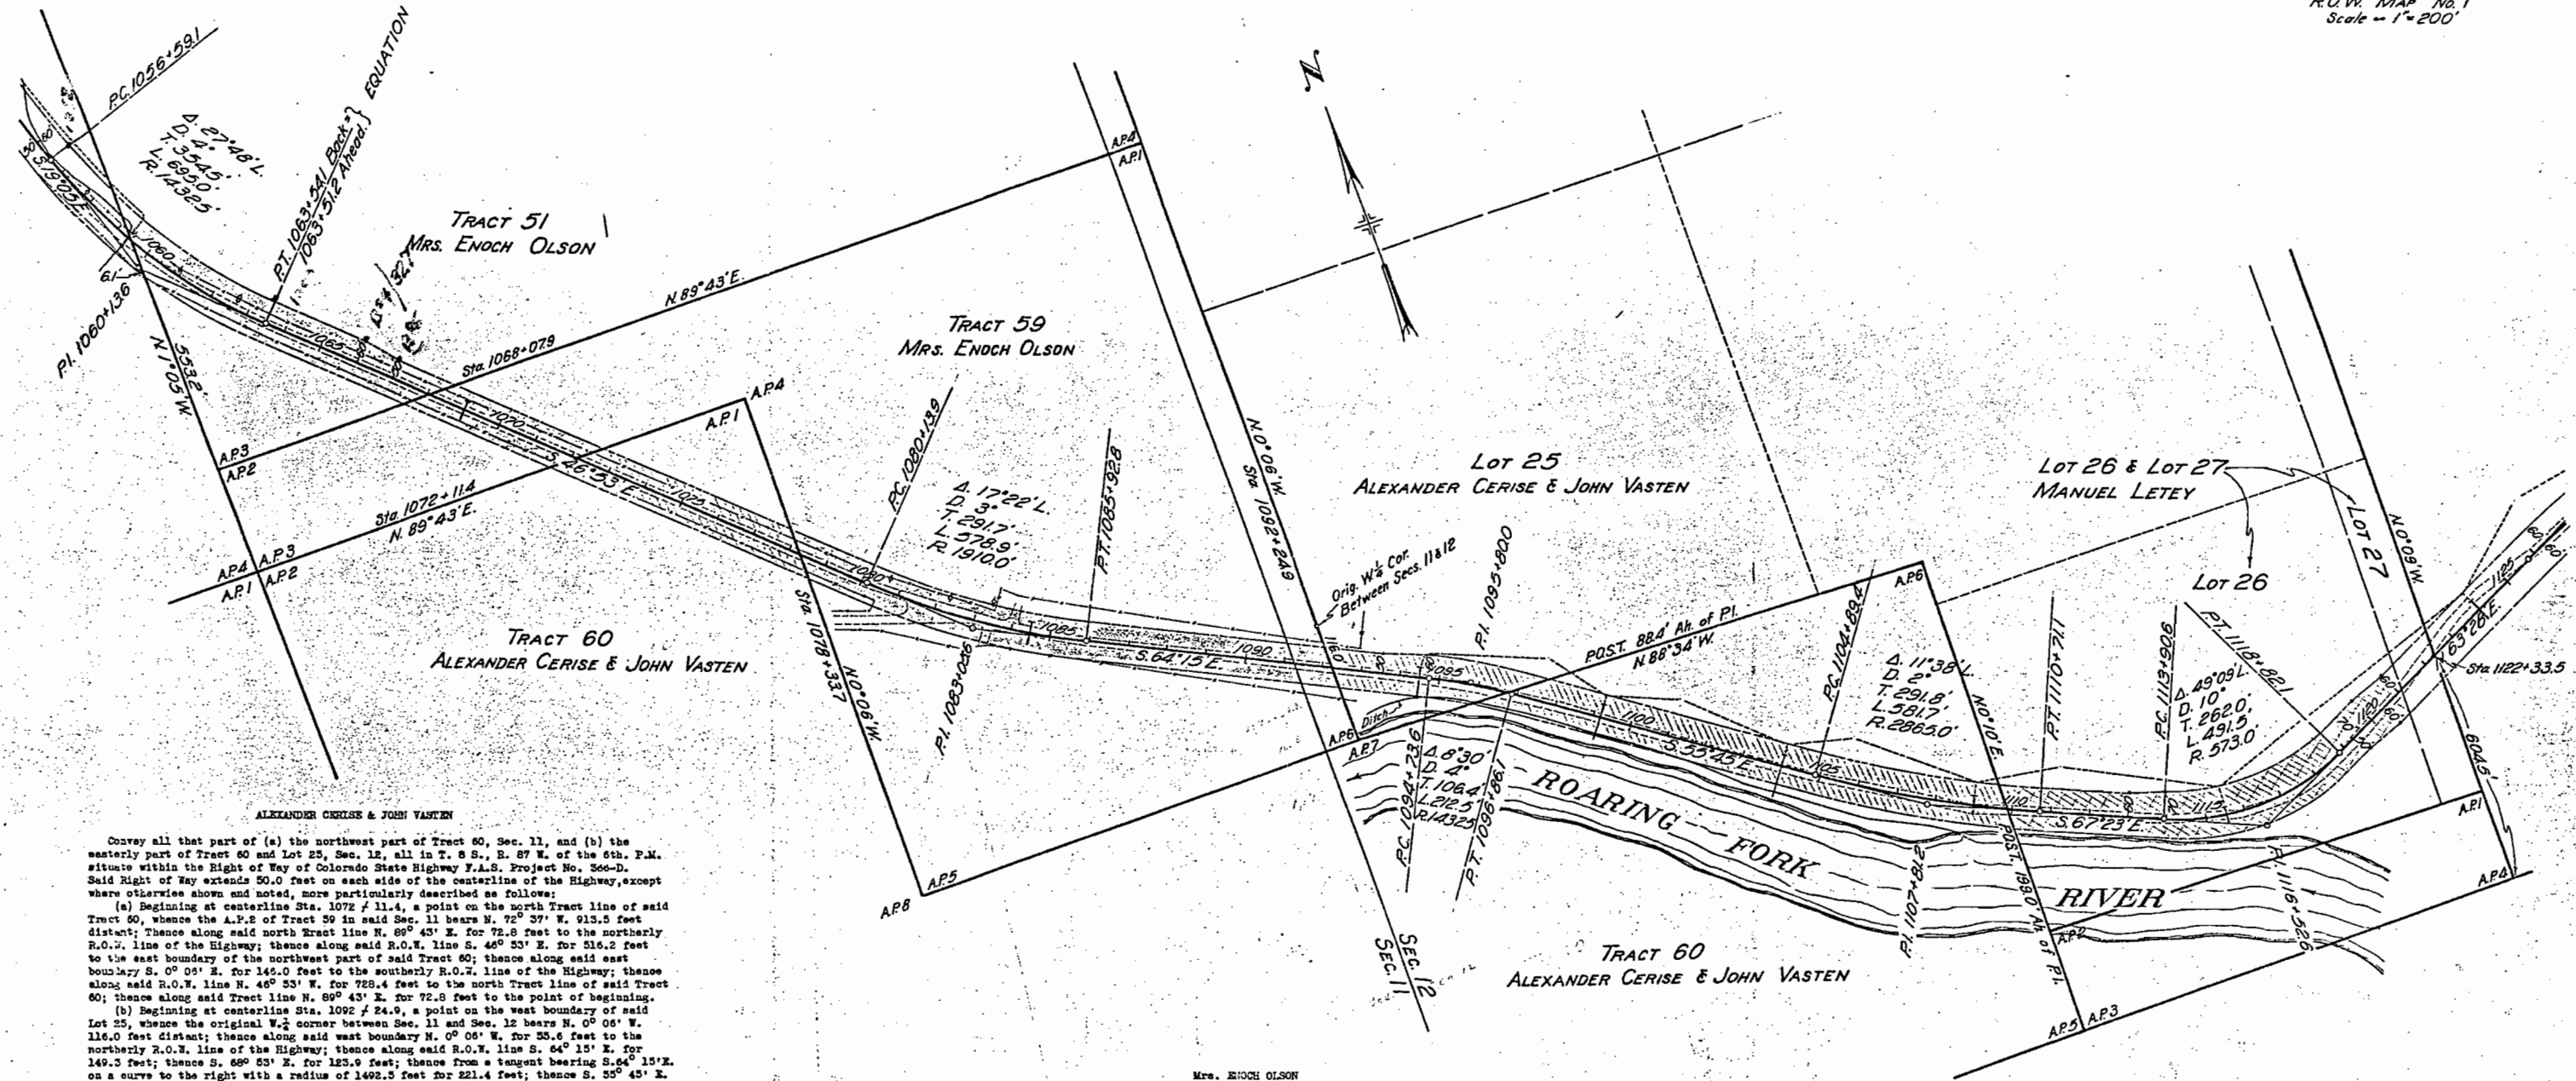 R.O.W. MAP No. 1
Scale - 1"=200'
P.C. 1056+59.1
Δ. 27°48' L.
D. 4°
T. 354.5'
L. 695.0'
R. 1432.5'
P.T. 1063+54.1 Back =
1063+51.2 Ahead.
EQUATION
S. 19°05' E.
1060
6.1'
P.I. 1060+13.6
553.2'
N. 1°05' W.
TRACT 51
MRS. ENOCH OLSON
1065
Sta. 1068+07.9
N. 89°43' E.
A.P.4
A.P.1
A.P.3
A.P.2
1070
S. 46°53' E.
1075
Sta. 1072+11.4
N. 89°43' E.
A.P.4
A.P.3
A.P.1
A.P.2
A.P.4
A.P.1
TRACT 59
MRS. ENOCH OLSON
P.C. 1080+13.9
Δ. 17°22' L.
D. 3°
T. 291.7'
L. 578.9'
R. 1910.0'
P.T. 1085+92.8
1080
Sta. 1078+33.7
N. 0°06' W.
P.I. 1083+05.6
1085
S. 64°15' E.
1090
TRACT 60
ALEXANDER CERISE & JOHN VASTEN
A.P.5
A.P.8
N
N. 0°06' W.
Sta. 1092+24.9
Orig. W¼ Cor.
Between Secs. 11 & 12
116.0
1095
P.I. 1095+80.0
LOT 25
ALEXANDER CERISE & JOHN VASTEN
POST. 88.4' Ah. of P.I.
N. 88°34' W.
Ditch
A.P.6
A.P.7
P.C. 1094+73.6
Δ. 8°30'
D. 4°
T. 106.4'
L. 212.5'
R. 1432.5'
P.T. 1096+86.1
1100
S. 55°45' E.
1105
P.C. 1104+89.4
A.P.6
Δ. 11°38' L.
D. 2°
T. 291.8'
L. 581.7'
R. 2865.0'
N. 0°10' E.
P.I. 1107+81.2
P.T. 1110+71.1
1110
S. 67°23' E.
1115
P.C. 1113+90.6
Δ. 49°09' L.
D. 10°
T. 262.0'
L. 491.5'
R. 573.0'
P.T. 1118+82.1
P.I. 1116+52.6
POST. 199.0' Ah. of P.I.
LOT 26 & LOT 27
MANUEL LETEY
LOT 27
LOT 26
N. 0°09' W.
1120
1125
63°28' E.
Sta. 1122+33.5
604.5'
A.P.1
A.P.4
A.P.2
A.P.5
A.P.3
ROARING FORK RIVER
SEC. 12
SEC. 11
TRACT 60
ALEXANDER CERISE & JOHN VASTEN
ALEXANDER CERISE & JOHN VASTEN
Convey all that part of (a) the northwest part of Tract 60, Sec. 11, and (b) the
easterly part of Tract 60 and Lot 25, Sec. 12, all in T. 8 S., R. 87 W. of the 6th. P.M.
situate within the Right of Way of Colorado State Highway F.A.S. Project No. 366-D.
Said Right of Way extends 50.0 feet on each side of the centerline of the Highway,except
where otherwise shown and noted, more particularly described as follows:
(a) Beginning at centerline Sta. 1072 + 11.4, a point on the north Tract line of said
Tract 60, whence the A.P.2 of Tract 59 in said Sec. 11 bears N. 72° 37' W. 913.5 feet
distant; Thence along said north Tract line N. 89° 43' E. for 72.8 feet to the northerly
R.O.W. line of the Highway; thence along said R.O.W. line S. 46° 53' E. for 516.2 feet
to the east boundary of the northwest part of said Tract 60; thence along said east
boundary S. 0° 06' E. for 146.0 feet to the southerly R.O.W. line of the Highway; thence
along said R.O.W. line N. 46° 53' W. for 728.4 feet to the north Tract line of said Tract
60; thence along said Tract line N. 89° 43' E. for 72.8 feet to the point of beginning.
(b) Beginning at centerline Sta. 1092 + 24.9, a point on the west boundary of said
Lot 25, whence the original W.¼ corner between Sec. 11 and Sec. 12 bears N. 0° 06' W.
116.0 feet distant; thence along said west boundary N. 0° 06' W. for 55.6 feet to the
northerly R.O.W. line of the Highway; thence along said R.O.W. line S. 64° 15' E. for
149.3 feet; thence S. 68° 53' E. for 123.9 feet; thence from a tangent bearing S.64° 15'E.
on a curve to the right with a radius of 1492.5 feet for 221.4 feet; thence S. 55° 45' E.
Mrs. ENOCH OLSON